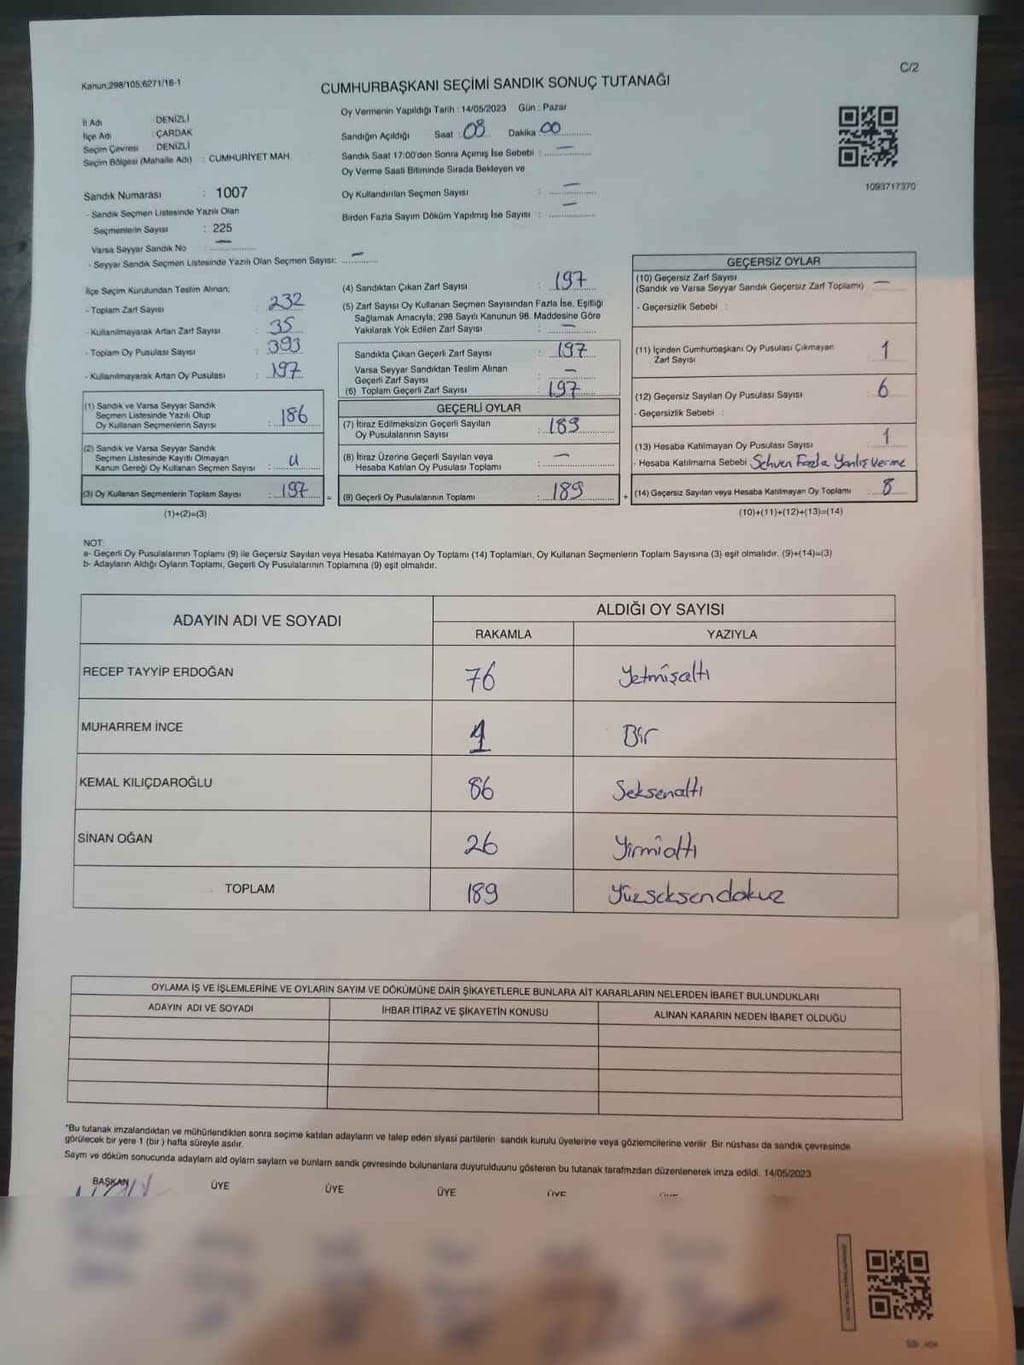 C/2
Kanun:298/105;6271/18-1
CUMHURBAŞKANI SEÇİMİ SANDIK SONUÇ TUTANAĞI
İl Adı : DENİZLİ
İlçe Adı : ÇARDAK
Seçim Çevresi : DENİZLİ
Seçim Bölgesi (Mahalle Adı) : CUMHURİYET MAH.
Sandık Numarası : 1007
- Sandık Seçmen Listesinde Yazılı Olan
Seçmenlerin Sayısı : 225
Varsa Seyyar Sandık No : —
- Seyyar Sandık Seçmen Listesinde Yazılı Olan Seçmen Sayısı: —
Oy Vermenin Yapıldığı Tarih : 14/05/2023 Gün : Pazar
Sandığın Açıldığı Saat : 08 Dakika 00
Sandık Saat 17:00'den Sonra Açımış İse Sebebi : —
Oy Verme Saati Bitiminde Sırada Bekleyen ve
Oy Kullandırılan Seçmen Sayısı : —
Birden Fazla Sayım Döküm Yapılmış İse Sayısı : —
1093717370
İlçe Seçim Kurulundan Teslim Alınan;
- Toplam Zarf Sayısı : 232
- Kullanılmayarak Artan Zarf Sayısı : 35
- Toplam Oy Pusulası Sayısı : 393
- Kullanılmayarak Artan Oy Pusulası : 197
(1) Sandık ve Varsa Seyyar Sandık
Seçmen Listesinde Yazılı Olup
Oy Kullanan Seçmenlerin Sayısı : 186
(2) Sandık ve Varsa Seyyar Sandık
Seçmen Listesinde Kayıtlı Olmayan
Kanun Gereği Oy Kullanan Seçmen Sayısı : 11
(3) Oy Kullanan Seçmenlerin Toplam Sayısı : 197
(1)+(2)=(3)
(4) Sandıktan Çıkan Zarf Sayısı : 197
(5) Zarf Sayısı Oy Kullanan Seçmen Sayısından Fazla İse, Eşitliği
Sağlamak Amacıyla; 298 Sayılı Kanunun 98. Maddesine Göre
Yakılarak Yok Edilen Zarf Sayısı : —
Sandıkta Çıkan Geçerli Zarf Sayısı : 197
Varsa Seyyar Sandıktan Teslim Alınan
Geçerli Zarf Sayısı : —
(6) Toplam Geçerli Zarf Sayısı : 197
=
GEÇERLİ OYLAR
(7) İtiraz Edilmeksizin Geçerli Sayılan
Oy Pusulalarının Sayısı : 189
(8) İtiraz Üzerine Geçerli Sayılan veya
Hesaba Katılan Oy Pusulası Toplamı : —
(9) Geçerli Oy Pusulalarının Toplamı : 189
+
GEÇERSİZ OYLAR
(10) Geçersiz Zarf Sayısı
(Sandık ve Varsa Seyyar Sandık Geçersiz Zarf Toplamı) —
- Geçersizlik Sebebi :
(11) İçinden Cumhurbaşkanı Oy Pusulası Çıkmayan
Zarf Sayısı 1
(12) Geçersiz Sayılan Oy Pusulası Sayısı : 6
- Geçersizlik Sebebi :
(13) Hesaba Katılmayan Oy Pusulası Sayısı : 1
- Hesaba Katılmama Sebebi Sehven Fazla Yanlış Verme
(14) Geçersiz Sayılan veya Hesaba Katılmayan Oy Toplamı : 8
(10)+(11)+(12)+(13)=(14)
NOT:
a- Geçerli Oy Pusulalarının Toplamı (9) ile Geçersiz Sayılan veya Hesaba Katılmayan Oy Toplamı (14) Toplamları, Oy Kullanan Seçmenlerin Toplam Sayısına (3) eşit olmalıdır. (9)+(14)=(3)
b- Adayların Aldığı Oyların Toplamı, Geçerli Oy Pusulalarının Toplamına (9) eşit olmalıdır.
ADAYIN ADI VE SOYADI ALDIĞI OY SAYISI
RAKAMLA YAZIYLA
RECEP TAYYİP ERDOĞAN 76 Yetmişaltı
MUHARREM İNCE 1 Bir
KEMAL KILIÇDAROĞLU 86 Seksenaltı
SİNAN OĞAN 26 Yirmialtı
TOPLAM 189 Yüzseksendokuz
OYLAMA İŞ VE İŞLEMLERİNE VE OYLARIN SAYIM VE DÖKÜMÜNE DAİR ŞİKAYETLERLE BUNLARA AİT KARARLARIN NELERDEN İBARET BULUNDUKLARI
ADAYIN ADI VE SOYADI İHBAR İTİRAZ VE ŞİKAYETİN KONUSU ALINAN KARARIN NEDEN İBARET OLDUĞU
*Bu tutanak imzalandıktan ve mühürlendikten sonra seçime katılan adayların ve talep eden siyasi partilerin sandık kurulu üyelerine veya gözlemcilerine verilir. Bir nüshası da sandık çevresinde
görülecek bir yere 1 (bir) hafta süreyle asılır.
Sayım ve döküm sonucunda adayların ald oyların sayların ve bunların sandk çevresinde bulunanlara duyurulduunu gösteren bu tutanak tarafmzdan düzenlenerek imza edildi. 14/05/2023
BAŞKAN ÜYE ÜYE ÜYE ÜYE